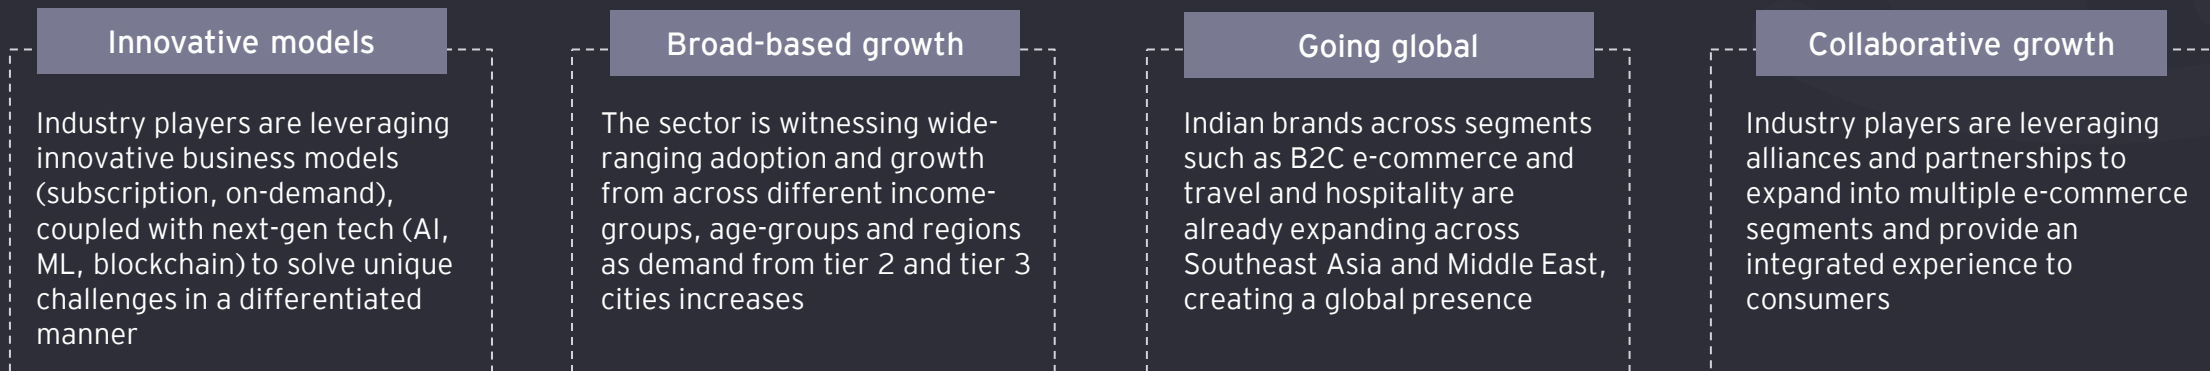 Innovative models
Industry players are leveraging
innovative business models
(subscription, on-demand),
coupled with next-gen tech (AI,
ML, blockchain) to solve unique
challenges in a differentiated
manner
Broad-based growth
The sector is witnessing wide-
ranging adoption and growth
from across different income-
groups, age-groups and regions
as demand from tier 2 and tier 3
cities increases
Going global
Indian brands across segments
such as B2C e-commerce and
travel and hospitality are
already expanding across
Southeast Asia and Middle East,
creating a global presence
Collaborative growth
Industry players are leveraging
alliances and partnerships to
expand into multiple e-commerce
segments and provide an
integrated experience to
consumers